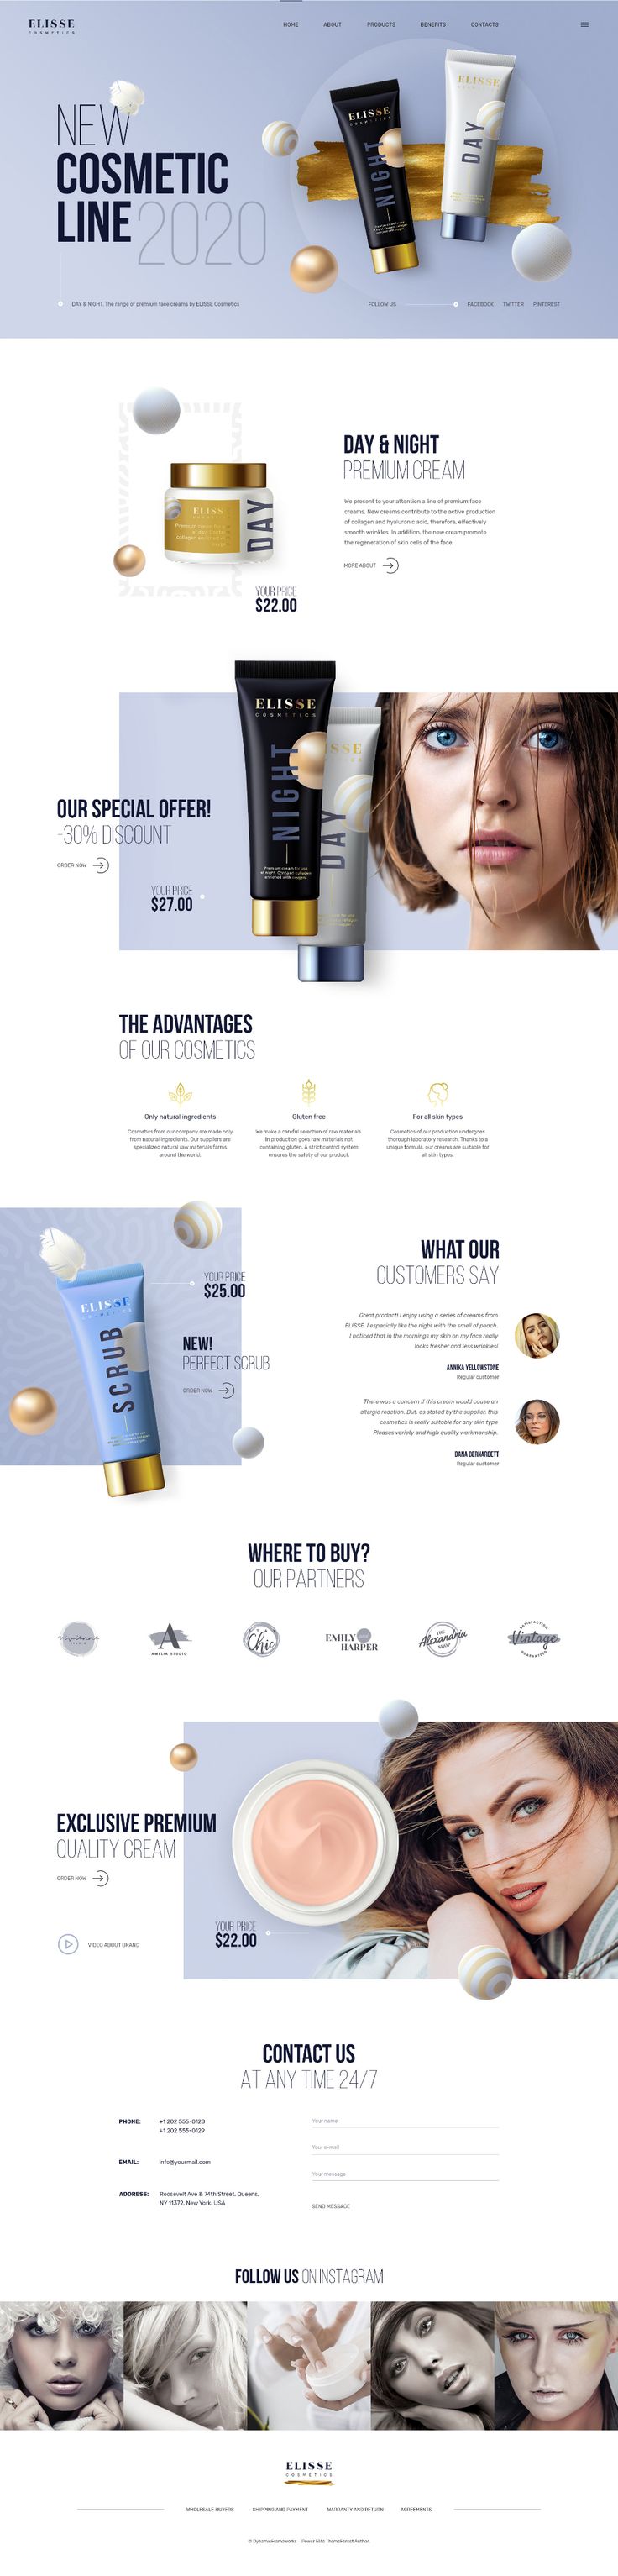 ELISSE
COSMETICS
HOME ABOUT PRODUCTS BENEFITS CONTACTS
NEW
COSMETIC
LINE 2020
ELISSE
COSMETICS
NIGHT
ELISSE
DAY
DAY & NIGHT. The range of premium face creams by ELISSE Cosmetics.
FOLLOW US FACEBOOK TWITTER PINTEREST
ELISS
DAY
YOUR PRICE
$22.00
DAY & NIGHT
PREMIUM CREAM
We present to your attention a line of premium face
creams. New creams contribute to the active production
of collagen and hyaluronic acid, therefore, effectively
smooth wrinkles. In addition, the new cream promote
the regeneration of skin cells of the face.
MORE ABOUT
ELISSE
COSMETICS
NIGHT
SSE
DAY
OUR SPECIAL OFFER!
-30% DISCOUNT
ORDER NOW
YOUR PRICE
$27.00
THE ADVANTAGES
OF OUR COSMETICS
Only natural ingredients
Cosmetics from our company are made only
from natural ingredients. Our suppliers are
specialized natural raw materials farms
around the world.
Gluten free
We make a careful selection of raw materials.
In production goes raw materials not
containing gluten. A strict control system
ensures the safety of our product.
For all skin types
Cosmetics of our production undergoes
thorough laboratory research. Thanks to a
unique formula, our creams are suitable for
all skin types.
ELISSE
SCRUB
YOUR PRICE
$25.00
NEW!
PERFECT SCRUB
ORDER NOW
WHAT OUR
CUSTOMERS SAY
Great product! I enjoy using a series of creams from
ELISSE. I especially like the night with the smell of peach.
I noticed that in the mornings my skin on my face really
looks fresher and less wrinkles!
ANNIKA YELLOWSTONE
Regular customer
There was a concern if this cream would cause an
allergic reaction. But, as stated by the supplier, this
cosmetics is really suitable for any skin type
Pleases variety and high quality workmanship.
DANA BERNARDETT
Regular customer
WHERE TO BUY?
OUR PARTNERS
A
AMELIA STUDIO
Chic
EMILY
HARPER
THE
Alexandria
SATISFACTION
Vintage
GUARANTEED
EXCLUSIVE PREMIUM
QUALITY CREAM
ORDER NOW
YOUR PRICE
$22.00
VIDEO ABOUT BRAND
CONTACT US
AT ANY TIME 24/7
PHONE: +1 202 555-0128
+1 202 555-0129
EMAIL: info@yourmail.com
ADDRESS: Roosevelt Ave & 74th Street, Queens,
NY 11372, New York, USA
Your name
Your e-mail
Your message
SEND MESSAGE
FOLLOW US ON INSTAGRAM
ELISSE
COSMETICS
WHOLESALE BUYERS SHIPPING AND PAYMENT WARRANTY AND RETURN AGREEMENTS